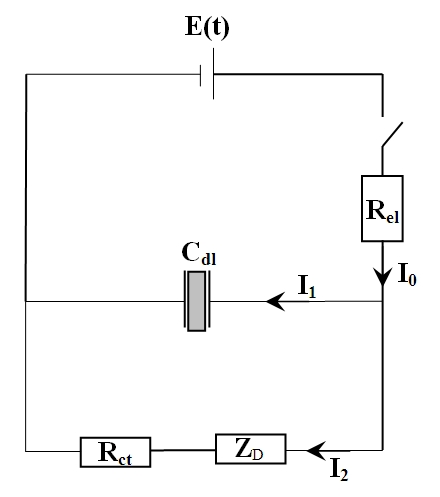 E(t)
R_el
I_0
C_dl
I_1
R_ct
Z_D
I_2